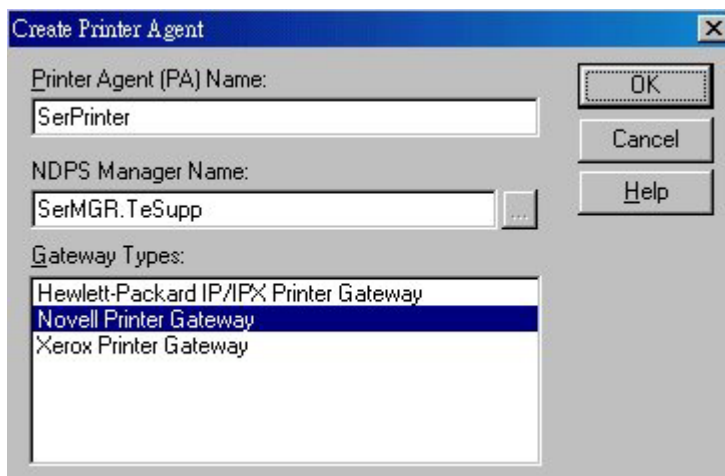 Create Printer Agent
Printer Agent (PA) Name:
SerPrinter
NDPS Manager Name:
SerMGR.TeSupp
...
Gateway Types:
Hewlett-Packard IP/IPX Printer Gateway
Novell Printer Gateway
Xerox Printer Gateway
OK
Cancel
Help